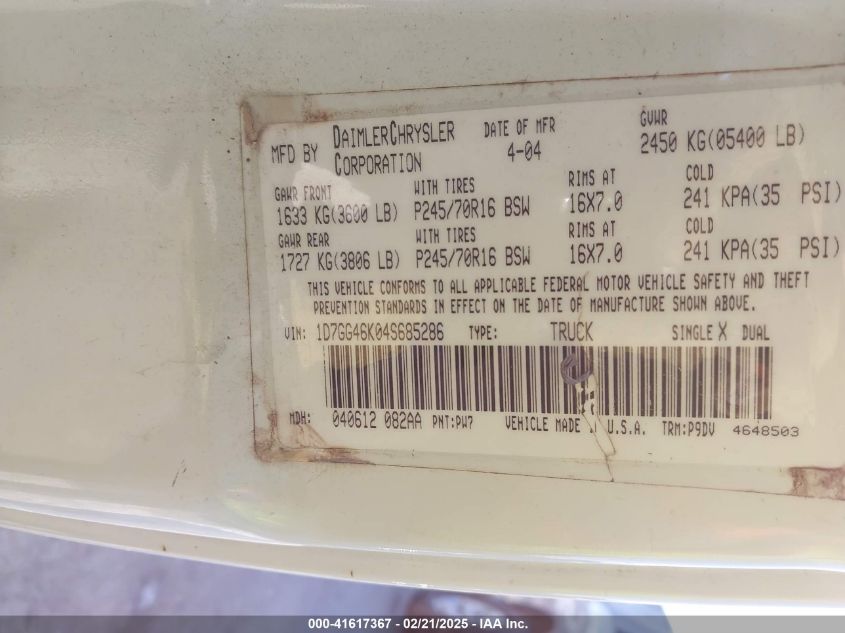 MFD BY DAIMLERCHRYSLER CORPORATION DATE OF MFR 4-04 GVWR 2450 KG(05400 LB)
GAWR FRONT WITH TIRES RIMS AT COLD
1633 KG(3600 LB) P245/70R16 BSW 16X7.0 241 KPA(35 PSI)
GAWR REAR WITH TIRES RIMS AT COLD
1727 KG(3806 LB) P245/70R16 BSW 16X7.0 241 KPA(35 PSI)
THIS VEHICLE CONFORMS TO ALL APPLICABLE FEDERAL MOTOR VEHICLE SAFETY AND THEFT
PREVENTION STANDARDS IN EFFECT ON THE DATE OF MANUFACTURE SHOWN ABOVE.
VIN: 1D7GG46K04S685286 TYPE: TRUCK SINGLE X DUAL
MDH: 040612 082AA PNT:PW7 VEHICLE MADE U.S.A. TRM:P9DV 4648503
000-41617367 - 02/21/2025 - IAA Inc.